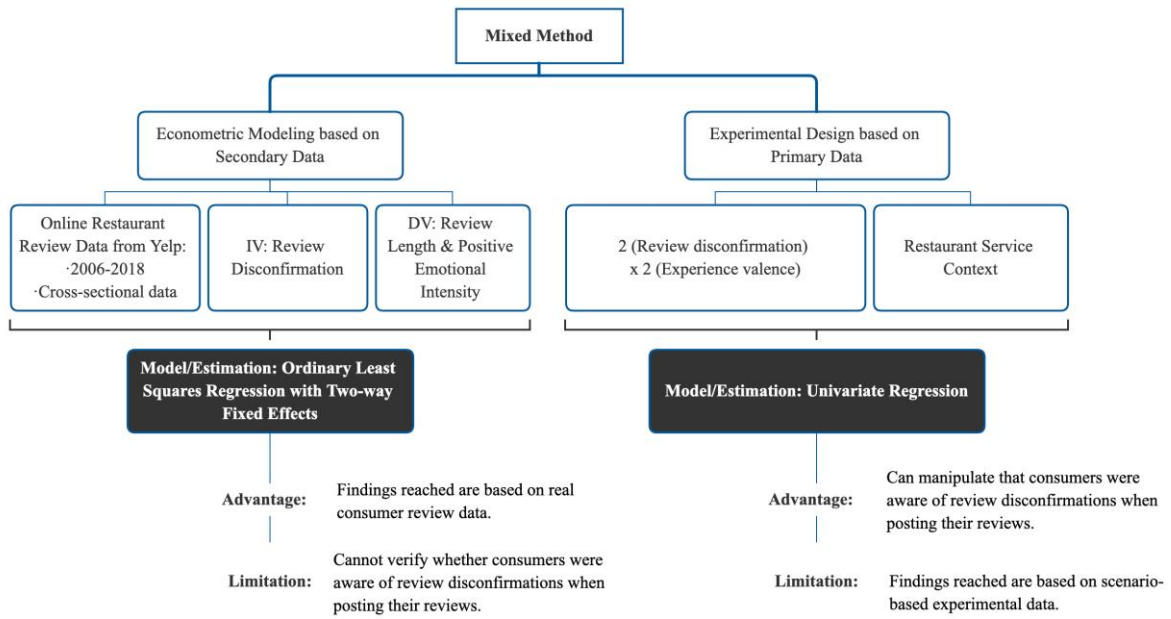 Mixed Method
Econometric Modeling based on
Secondary Data
Experimental Design based on
Primary Data
Online Restaurant
Review Data from Yelp:
·2006-2018
·Cross-sectional data
IV: Review
Disconfirmation
DV: Review
Length & Positive
Emotional
Intensity
2 (Review disconfirmation)
x 2 (Experience valence)
Restaurant Service
Context
Model/Estimation: Ordinary Least
Squares Regression with Two-way
Fixed Effects
Model/Estimation: Univariate Regression
Advantage:
Findings reached are based on real
consumer review data.
Limitation:
Cannot verify whether consumers were
aware of review disconfirmations when
posting their reviews.
Advantage:
Can manipulate that consumers were
aware of review disconfirmations when
posting their reviews.
Limitation:
Findings reached are based on scenario-
based experimental data.